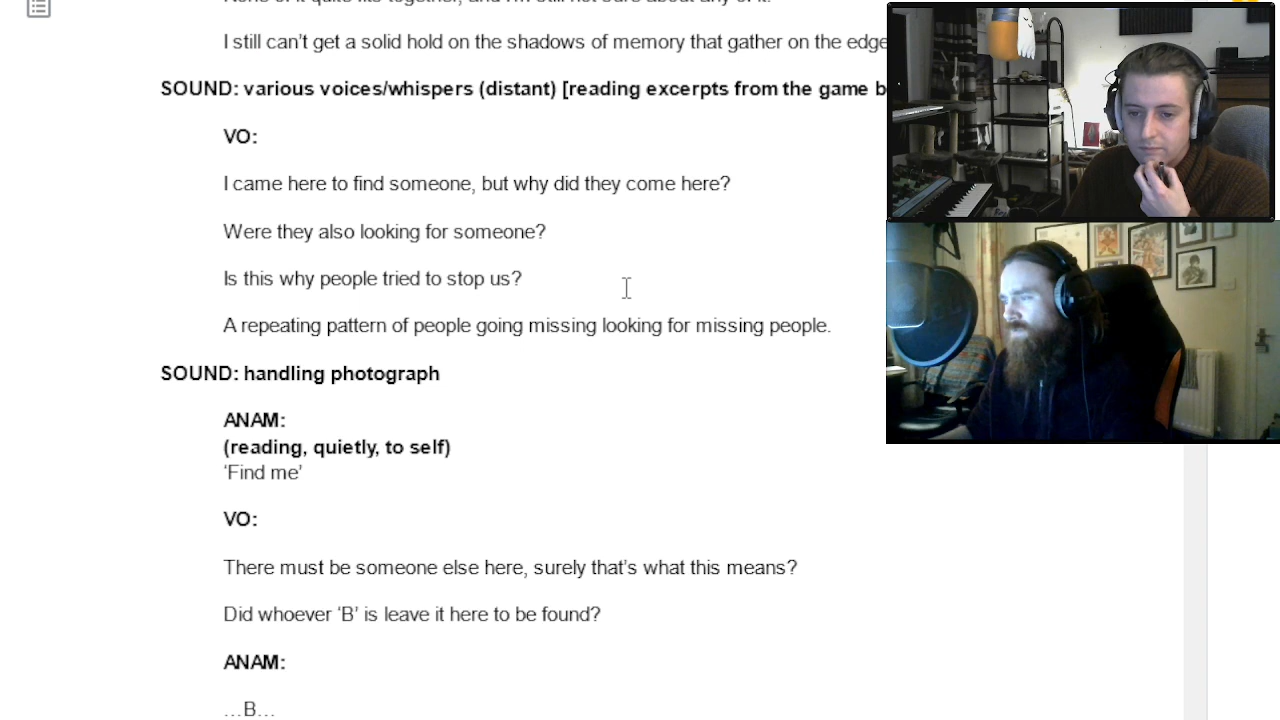 I still can’t get a solid hold on the shadows of memory that gather on the edge
SOUND: various voices/whispers (distant) [reading excerpts from the game b
VO:
I came here to find someone, but why did they come here?
Were they also looking for someone?
Is this why people tried to stop us?
A repeating pattern of people going missing looking for missing people.
SOUND: handling photograph
ANAM:
(reading, quietly, to self)
‘Find me’
VO:
There must be someone else here, surely that’s what this means?
Did whoever ‘B’ is leave it here to be found?
ANAM:
…B…